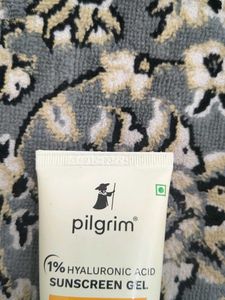 pilgrim®
1% HYALURONIC ACID
SUNSCREEN GEL